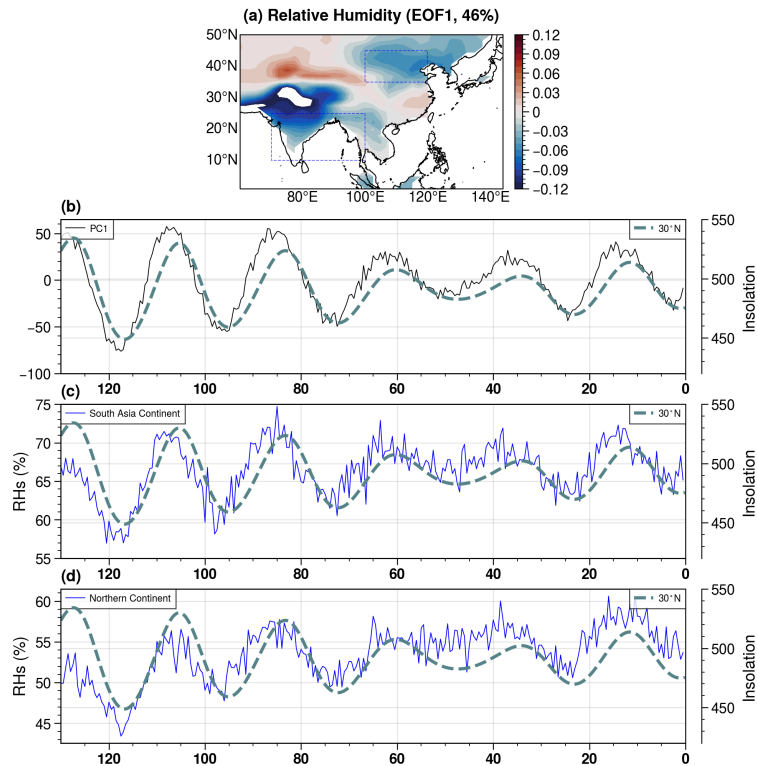 (a) Relative Humidity (EOF1, 46%)
50°N
40°N
30°N
20°N
10°N
80°E 100°E 120°E 140°E
0.12
0.09
0.06
0.03
0
−0.03
−0.06
−0.09
−0.12
(b)
PC1
30°N
50
0
−50
−100
550
500
450
Insolation
120 100 80 60 40 20 0
(c)
South Asia Continent
30°N
RHs (%)
75
70
65
60
55
550
500
450
Insolation
120 100 80 60 40 20 0
(d)
Northern Continent
30°N
RHs (%)
60
55
50
45
550
500
450
Insolation
120 100 80 60 40 20 0